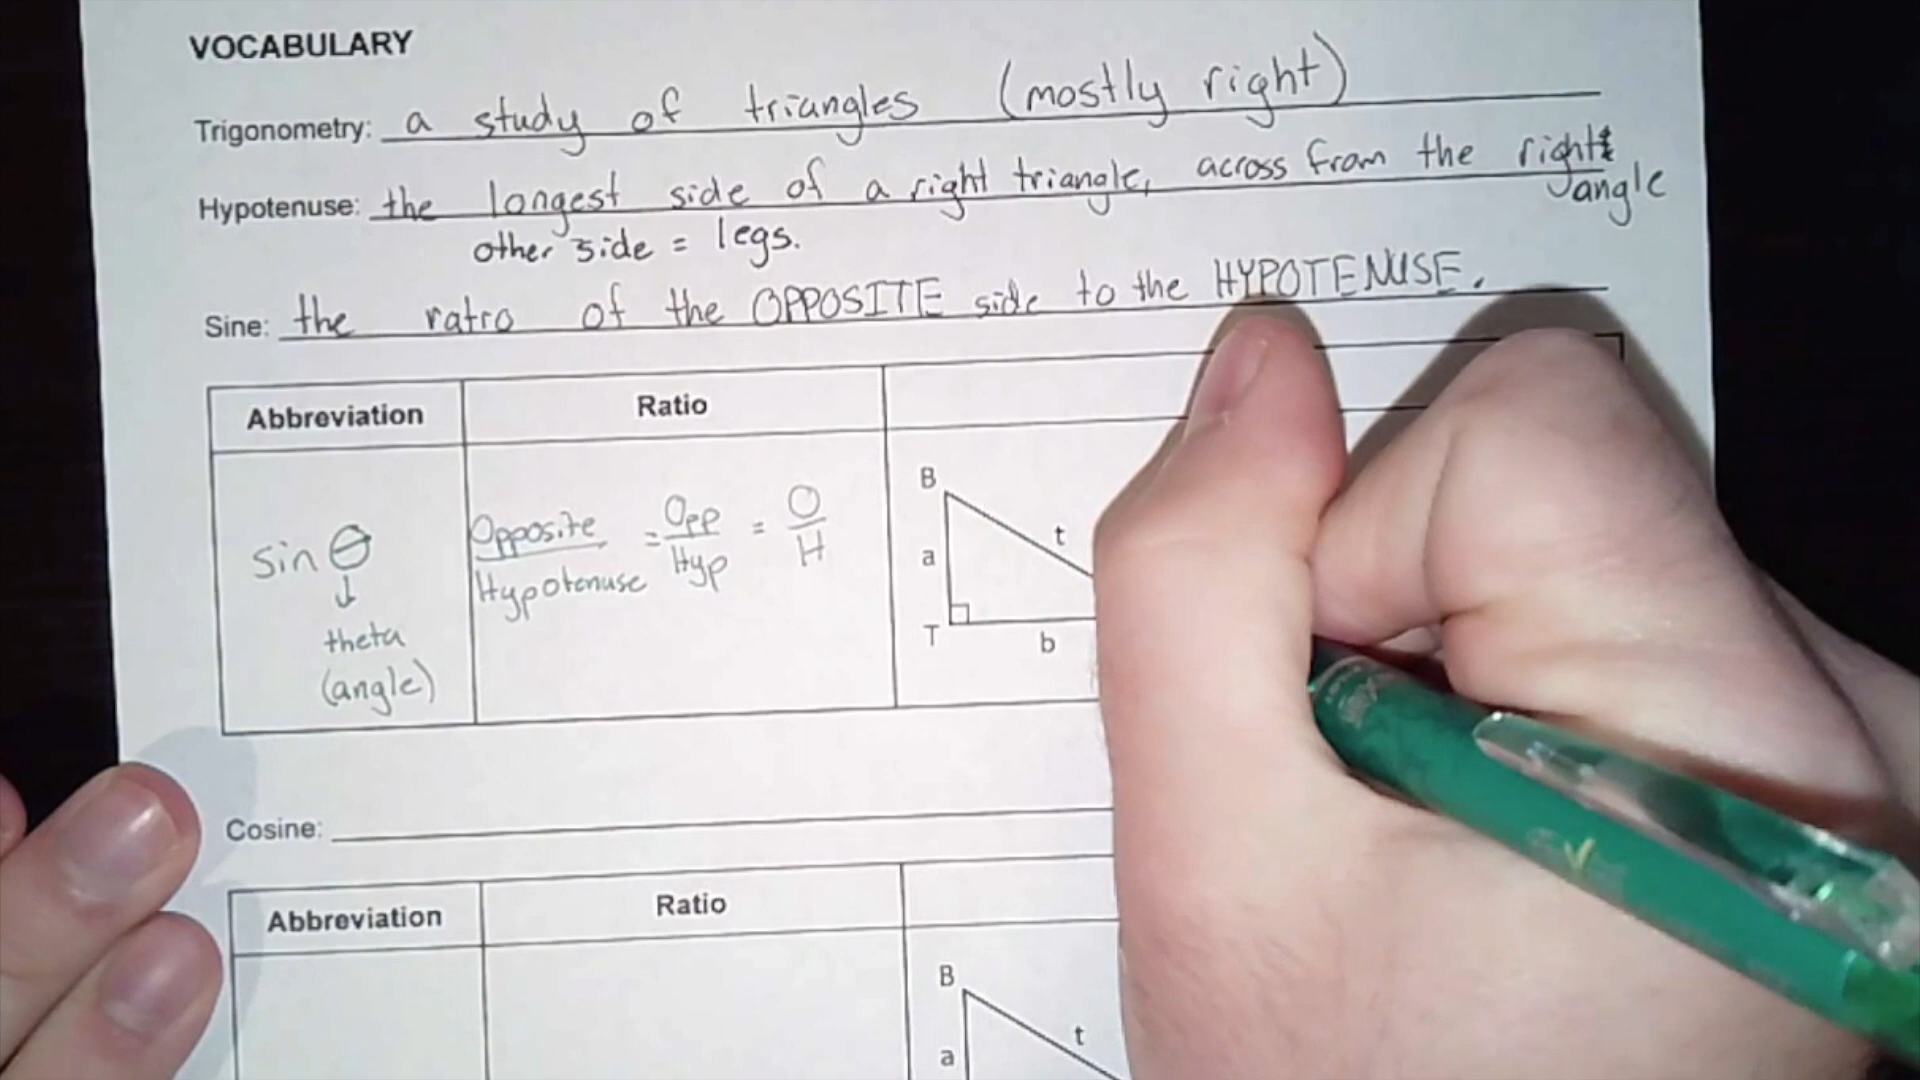 VOCABULARY
Trigonometry: a study of triangles (mostly right)
Hypotenuse: the longest side of a right triangle, across from the right
angle
other side = legs.
Sine: the ratio of the OPPOSITE side to the HYPOTENUSE.
Abbreviation Ratio
sin θ
↓
theta
(angle)
Opposite / Hypotenuse = Opp / Hyp = O / H
B
t
a
T
b
Cosine:
Abbreviation Ratio
B
t
a